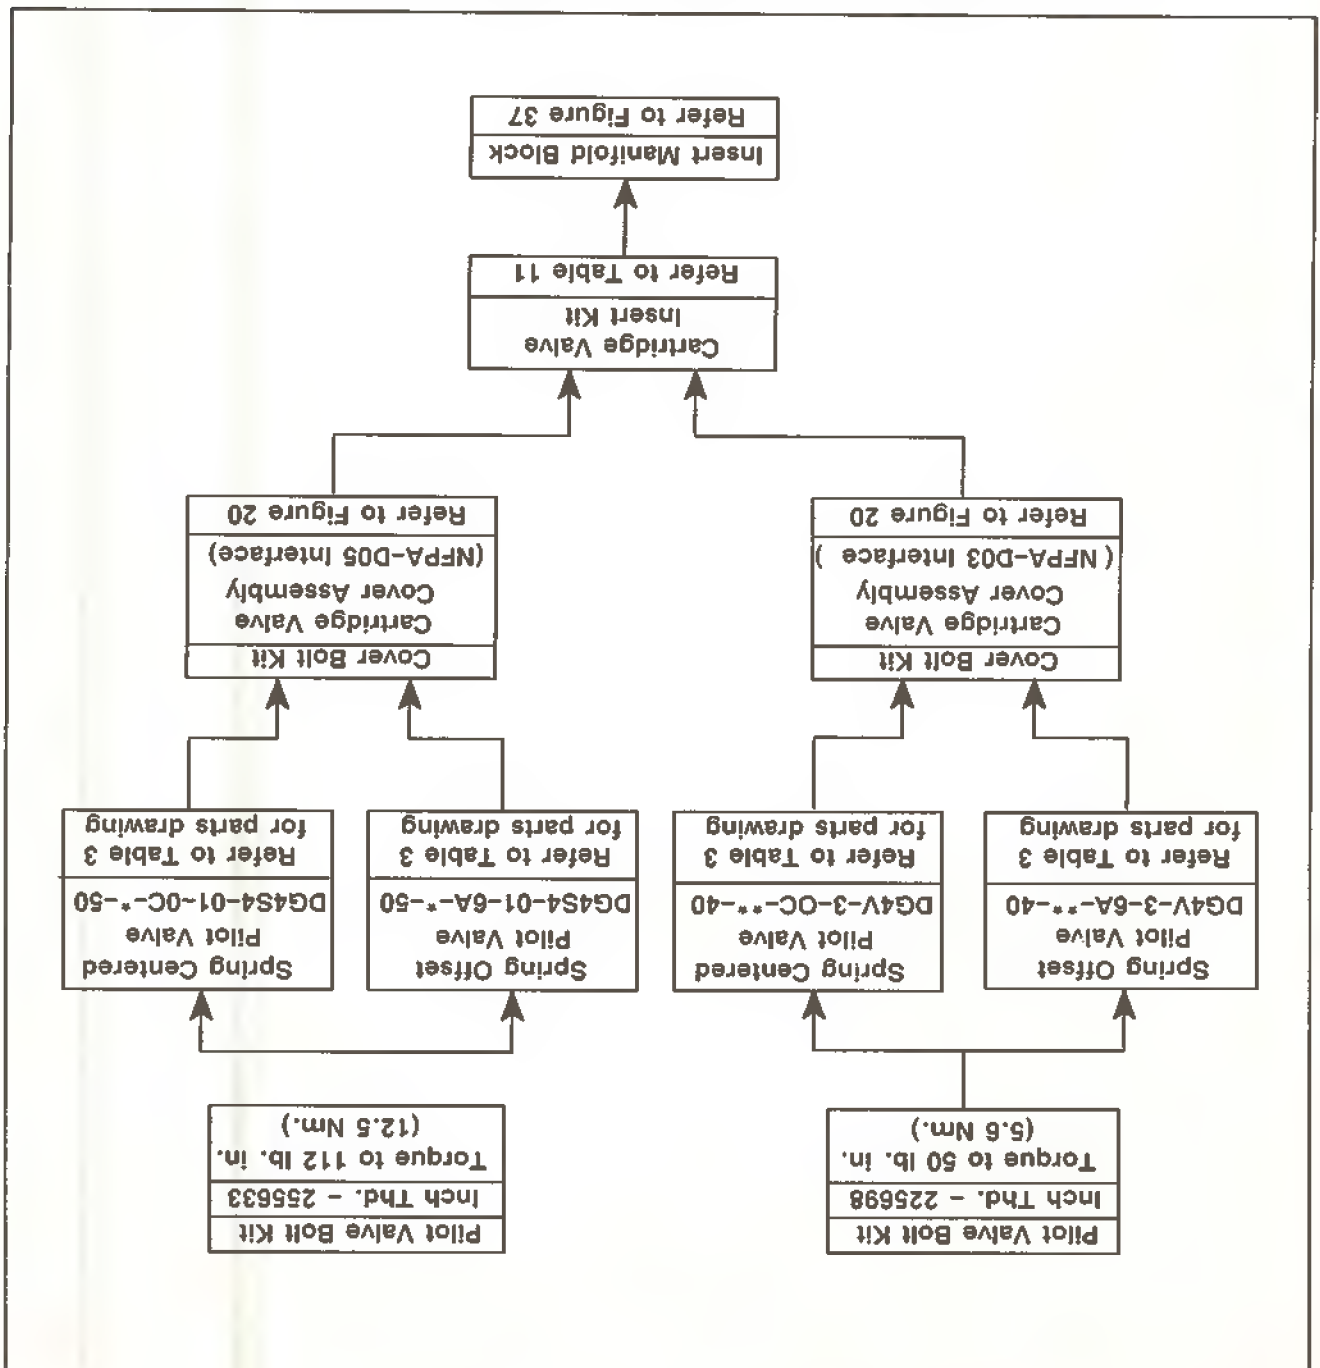 Pilot Valve Bolt Kit
Inch Thd. - 225698
Torque to 50 lb. in.
(5.6 Nm.)
Pilot Valve Bolt Kit
Inch Thd. - 255633
Torque to 112 lb. in.
(12.5 Nm.)
Spring Offset
Pilot Valve
DG4V-3-6A-**-40
Refer to Table 3
for parts drawing
Spring Centered
Pilot Valve
DG4V-3-OC-**-40
Refer to Table 3
for parts drawing
Spring Offset
Pilot Valve
DG4S4-01-6A-*-50
Refer to Table 3
for parts drawing
Spring Centered
Pilot Valve
DG4S4-01-0C-*-50
Refer to Table 3
for parts drawing
Cover Bolt Kit
Cartridge Valve
Cover Assembly
( NFPA-D03 Interface )
Refer to Figure 20
Cover Bolt Kit
Cartridge Valve
Cover Assembly
(NFPA-D05 Interface)
Refer to Figure 20
Cartridge Valve
Insert Kit
Refer to Table 11
Insert Manifold Block
Refer to Figure 37